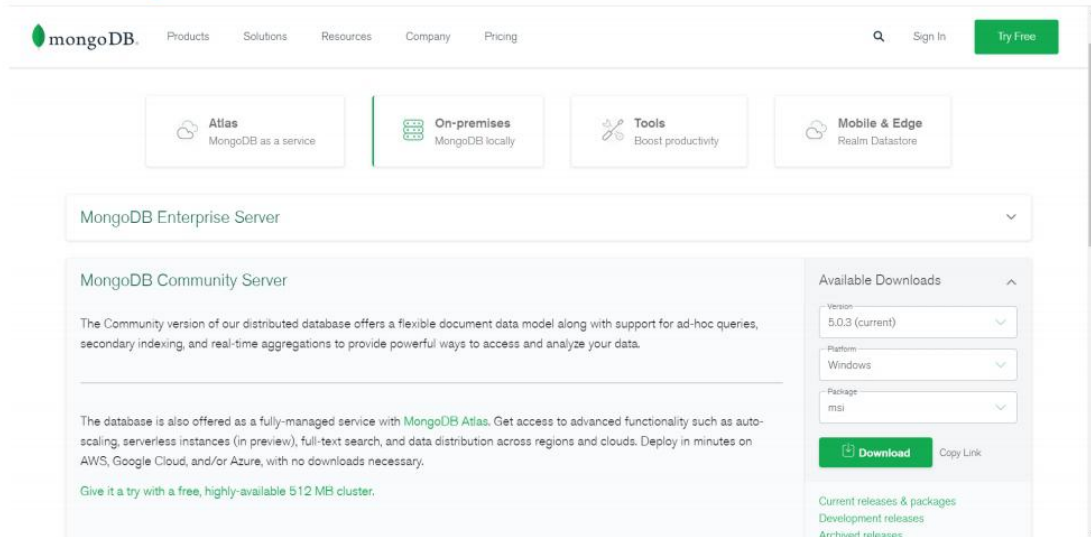 mongoDB.
Products Solutions Resources Company Pricing
Sign In
Try Free
Atlas
MongoDB as a service
On-premises
MongoDB locally
Tools
Boost productivity
Mobile & Edge
Realm Datastore
MongoDB Enterprise Server
MongoDB Community Server
The Community version of our distributed database offers a flexible document data model along with support for ad-hoc queries,
secondary indexing, and real-time aggregations to provide powerful ways to access and analyze your data.
The database is also offered as a fully-managed service with MongoDB Atlas. Get access to advanced functionality such as auto-
scaling, serverless instances (in preview), full-text search, and data distribution across regions and clouds. Deploy in minutes on
AWS, Google Cloud, and/or Azure, with no downloads necessary.
Give it a try with a free, highly-available 512 MB cluster.
Available Downloads
Version
5.0.3 (current)
Platform
Windows
Package
msi
Download Copy Link
Current releases & packages
Development releases
Archived releases